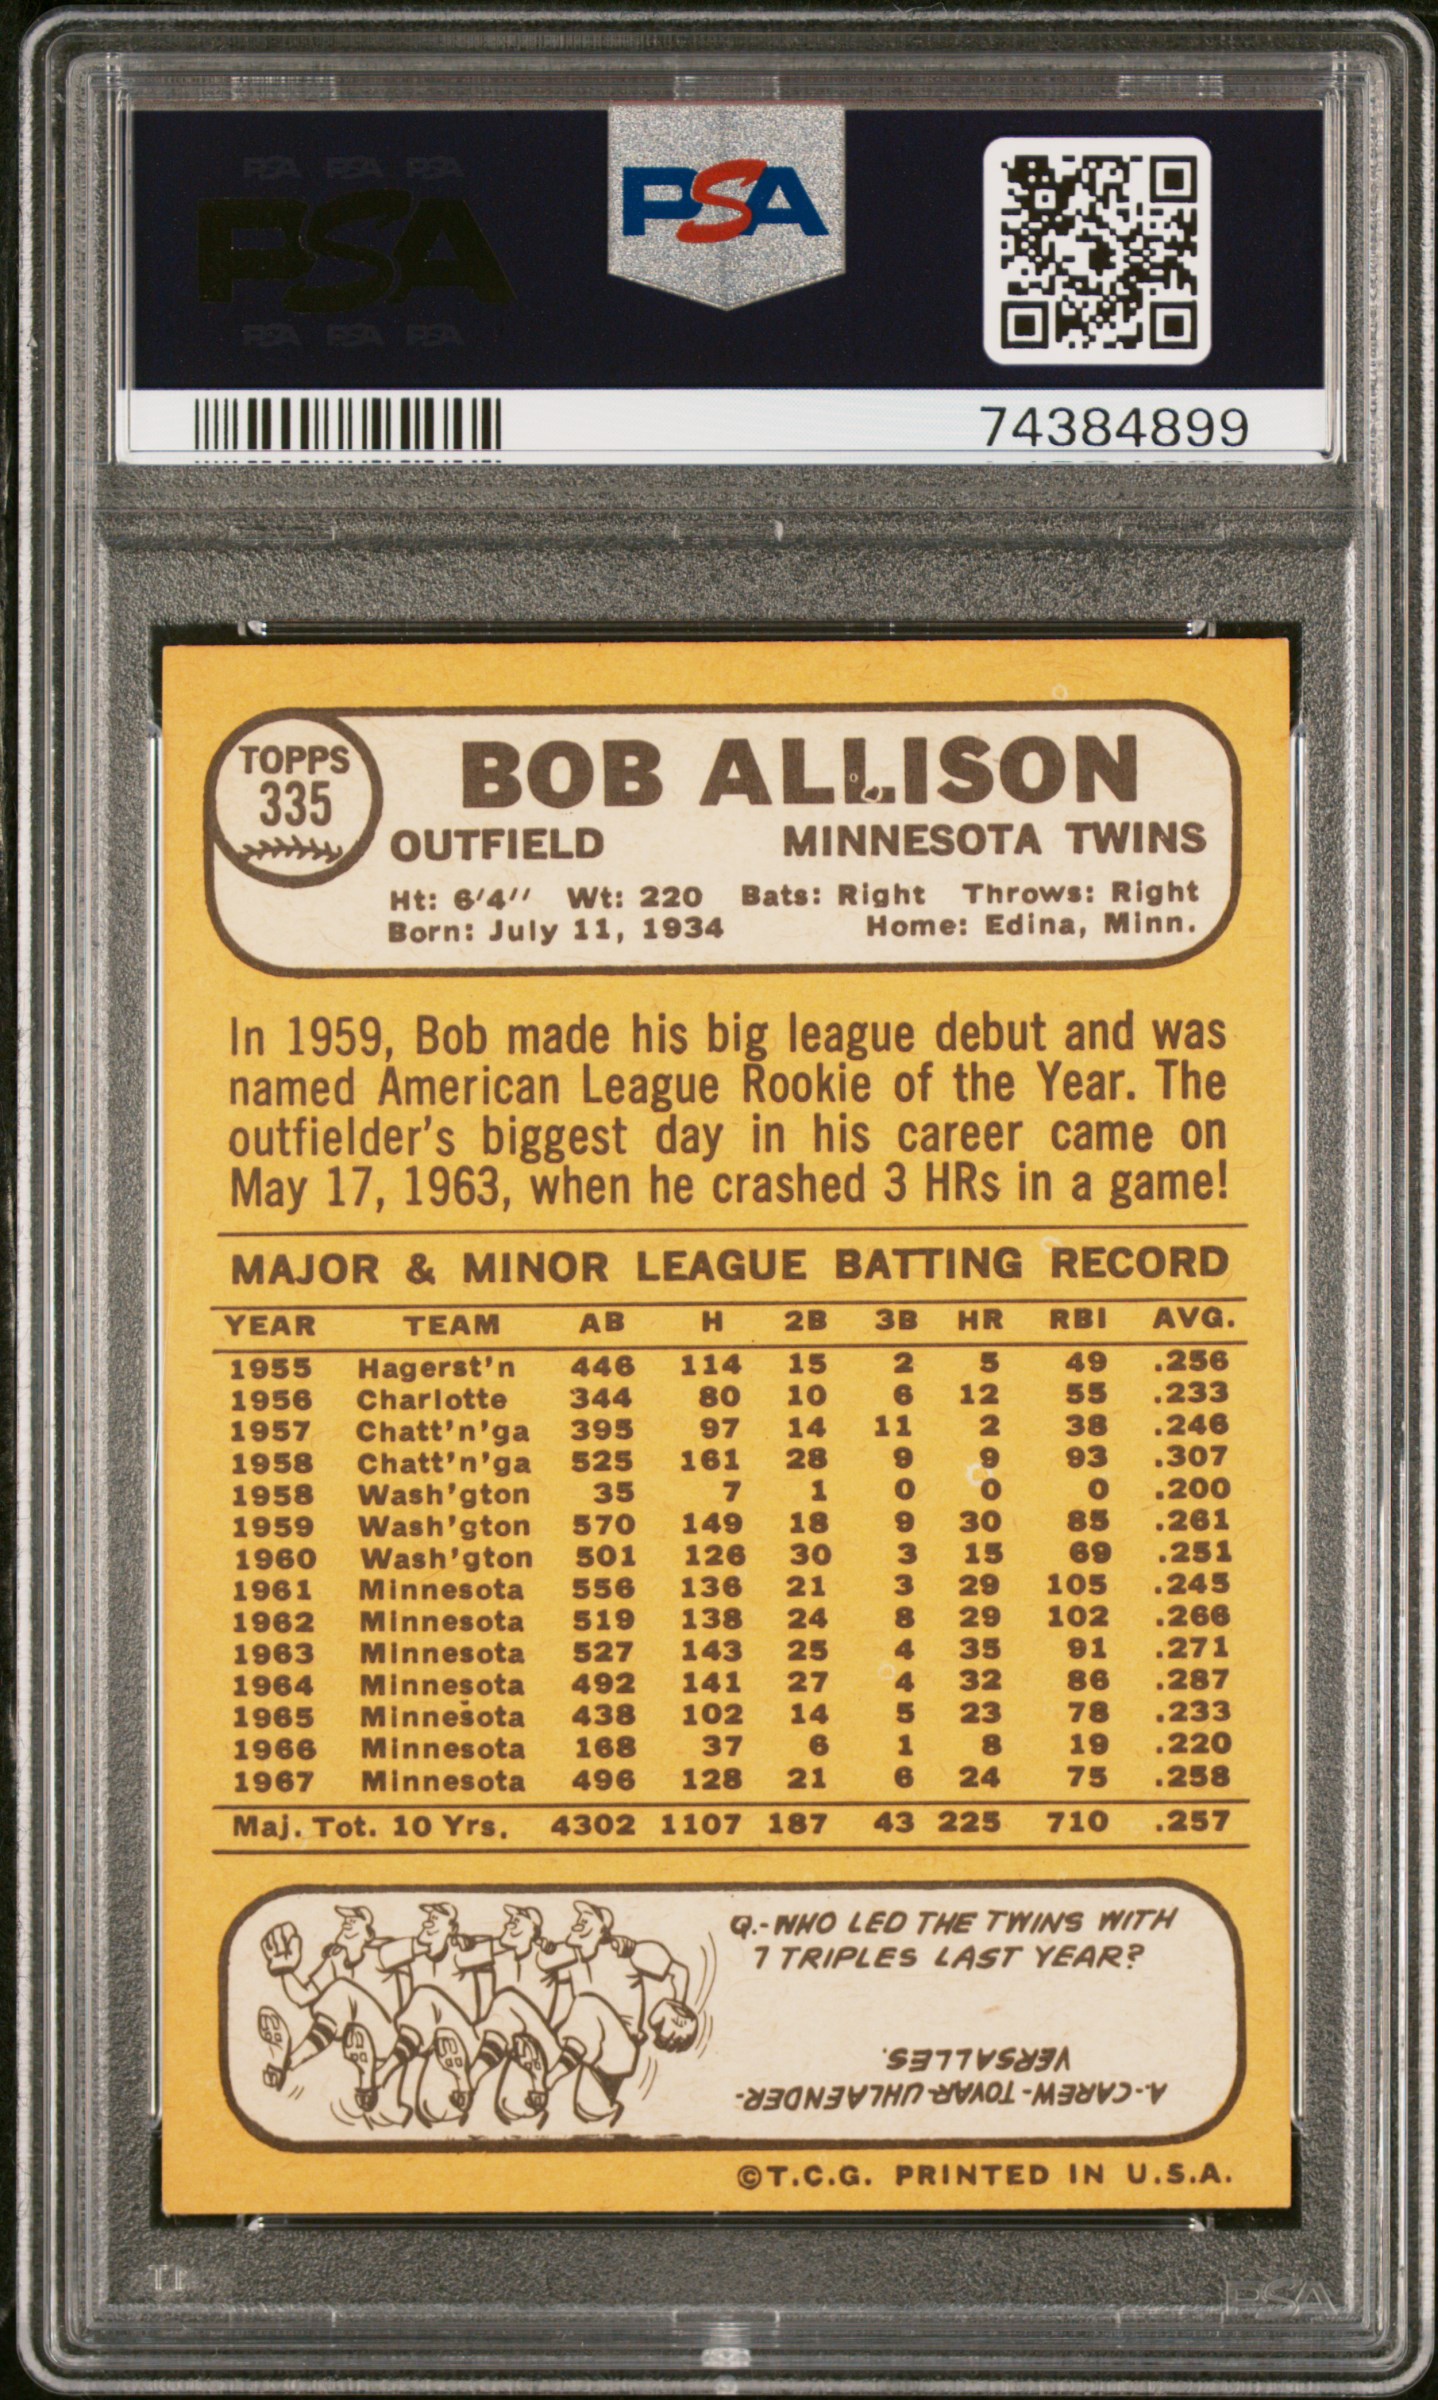 PSA PSA PSA
PSA
PSA PSA PSA
PSA
74384899
TOPPS
335
BOB ALLISON
OUTFIELD MINNESOTA TWINS
Ht: 6'4" Wt: 220 Bats: Right Throws: Right
Born: July 11, 1934 Home: Edina, Minn.
In 1959, Bob made his big league debut and was
named American League Rookie of the Year. The
outfielder's biggest day in his career came on
May 17, 1963, when he crashed 3 HRs in a game!
MAJOR & MINOR LEAGUE BATTING RECORD
YEAR TEAM AB H 2B 3B HR RBI AVG.
1955 Hagerst'n 446 114 15 2 5 49 .256
1956 Charlotte 344 80 10 6 12 55 .233
1957 Chatt'n'ga 395 97 14 11 2 38 .246
1958 Chatt'n'ga 525 161 28 9 9 93 .307
1958 Wash'gton 35 7 1 0 0 0 .200
1959 Wash'gton 570 149 18 9 30 85 .261
1960 Wash'gton 501 126 30 3 15 69 .251
1961 Minnesota 556 136 21 3 29 105 .245
1962 Minnesota 519 138 24 8 29 102 .266
1963 Minnesota 527 143 25 4 35 91 .271
1964 Minnesota 492 141 27 4 32 86 .287
1965 Minnesota 438 102 14 5 23 78 .233
1966 Minnesota 168 37 6 1 8 19 .220
1967 Minnesota 496 128 21 6 24 75 .258
Maj. Tot. 10 Yrs. 4302 1107 187 43 225 710 .257
Q.-WHO LED THE TWINS WITH
7 TRIPLES LAST YEAR?
A-CAREW-TOVAR-UHLAENDER-
VERSALLES.
©T.C.G. PRINTED IN U.S.A.
PSA